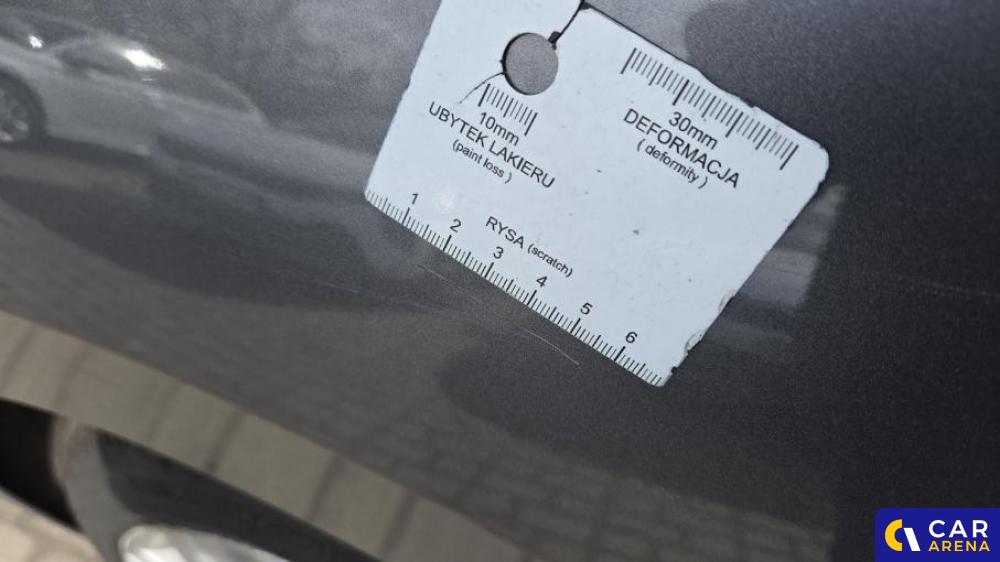 10mm
UBYTEK LAKIERU
(paint loss)
30mm
DEFORMACJA
(deformity)
RYSA (scratch)
1 2 3 4 5 6
CAR
ARENA